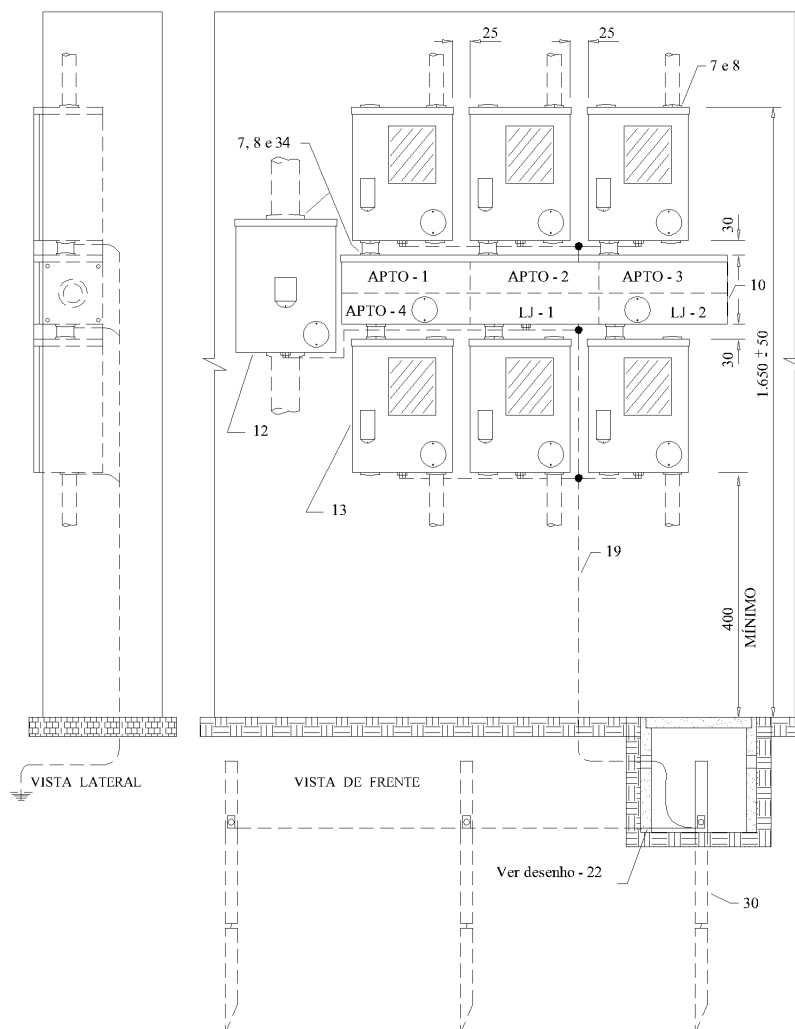 25
7 e 8
7, 8 e 34
30
APTO - 1
APTO - 2
APTO - 3
10
APTO - 4
LJ - 1
LJ - 2
1.650 ± 50
30
12
13
19
400
MÍNIMO
VISTA LATERAL
VISTA DE FRENTE
Ver desenho - 22
30